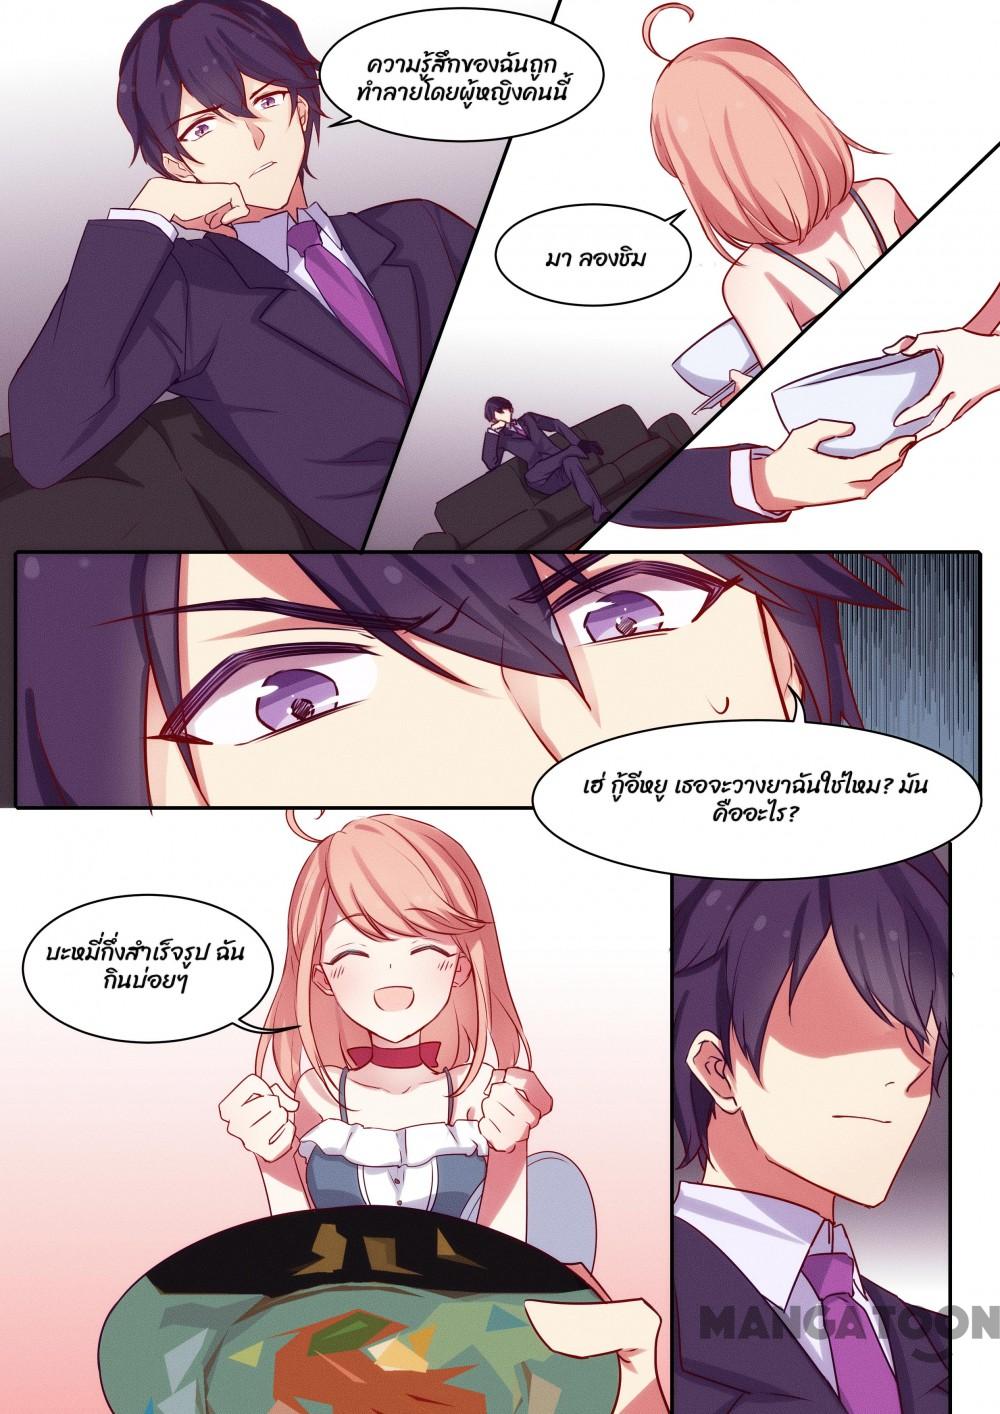 ความรู้สึกของฉันถูก
ทำลายโดยผู้หญิงคนนี้
มา ลองชิม
เฮ่ กู้อีหยู เธอจะวางยาฉันใช่ไหม? มัน
คืออะไร?
บะหมี่กึ่งสำเร็จรูป ฉัน
กินบ่อยๆ
MANGATOON